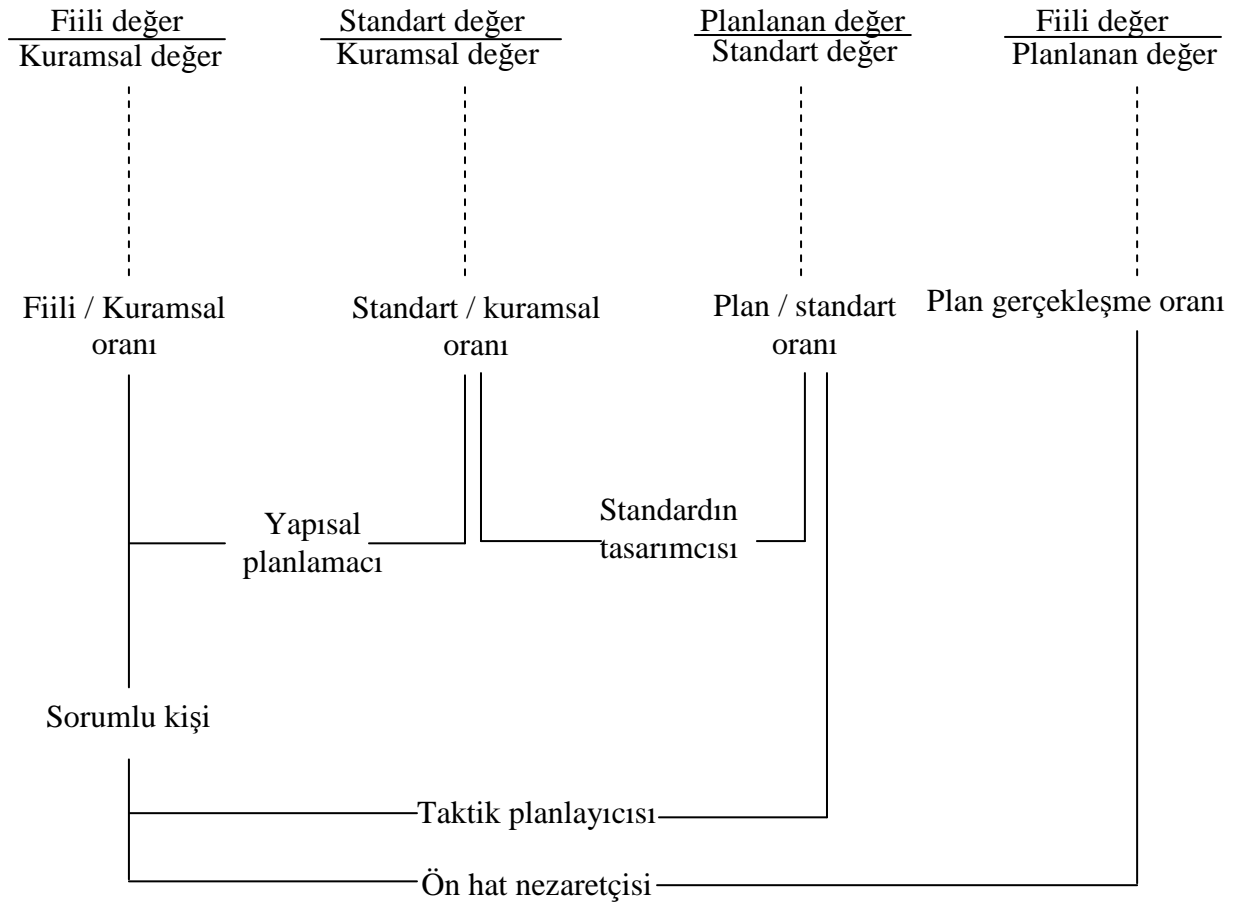 Fiili değer
Kuramsal değer
Standart değer
Kuramsal değer
Planlanan değer
Standart değer
Fiili değer
Planlanan değer
Fiili / Kuramsal
oranı
Standart / kuramsal
oranı
Plan / standart
oranı
Plan gerçekleşme oranı
Yapısal
planlamacı
Standardın
tasarımcısı
Sorumlu kişi
Taktik planlayıcısı
Ön hat nezaretçisi